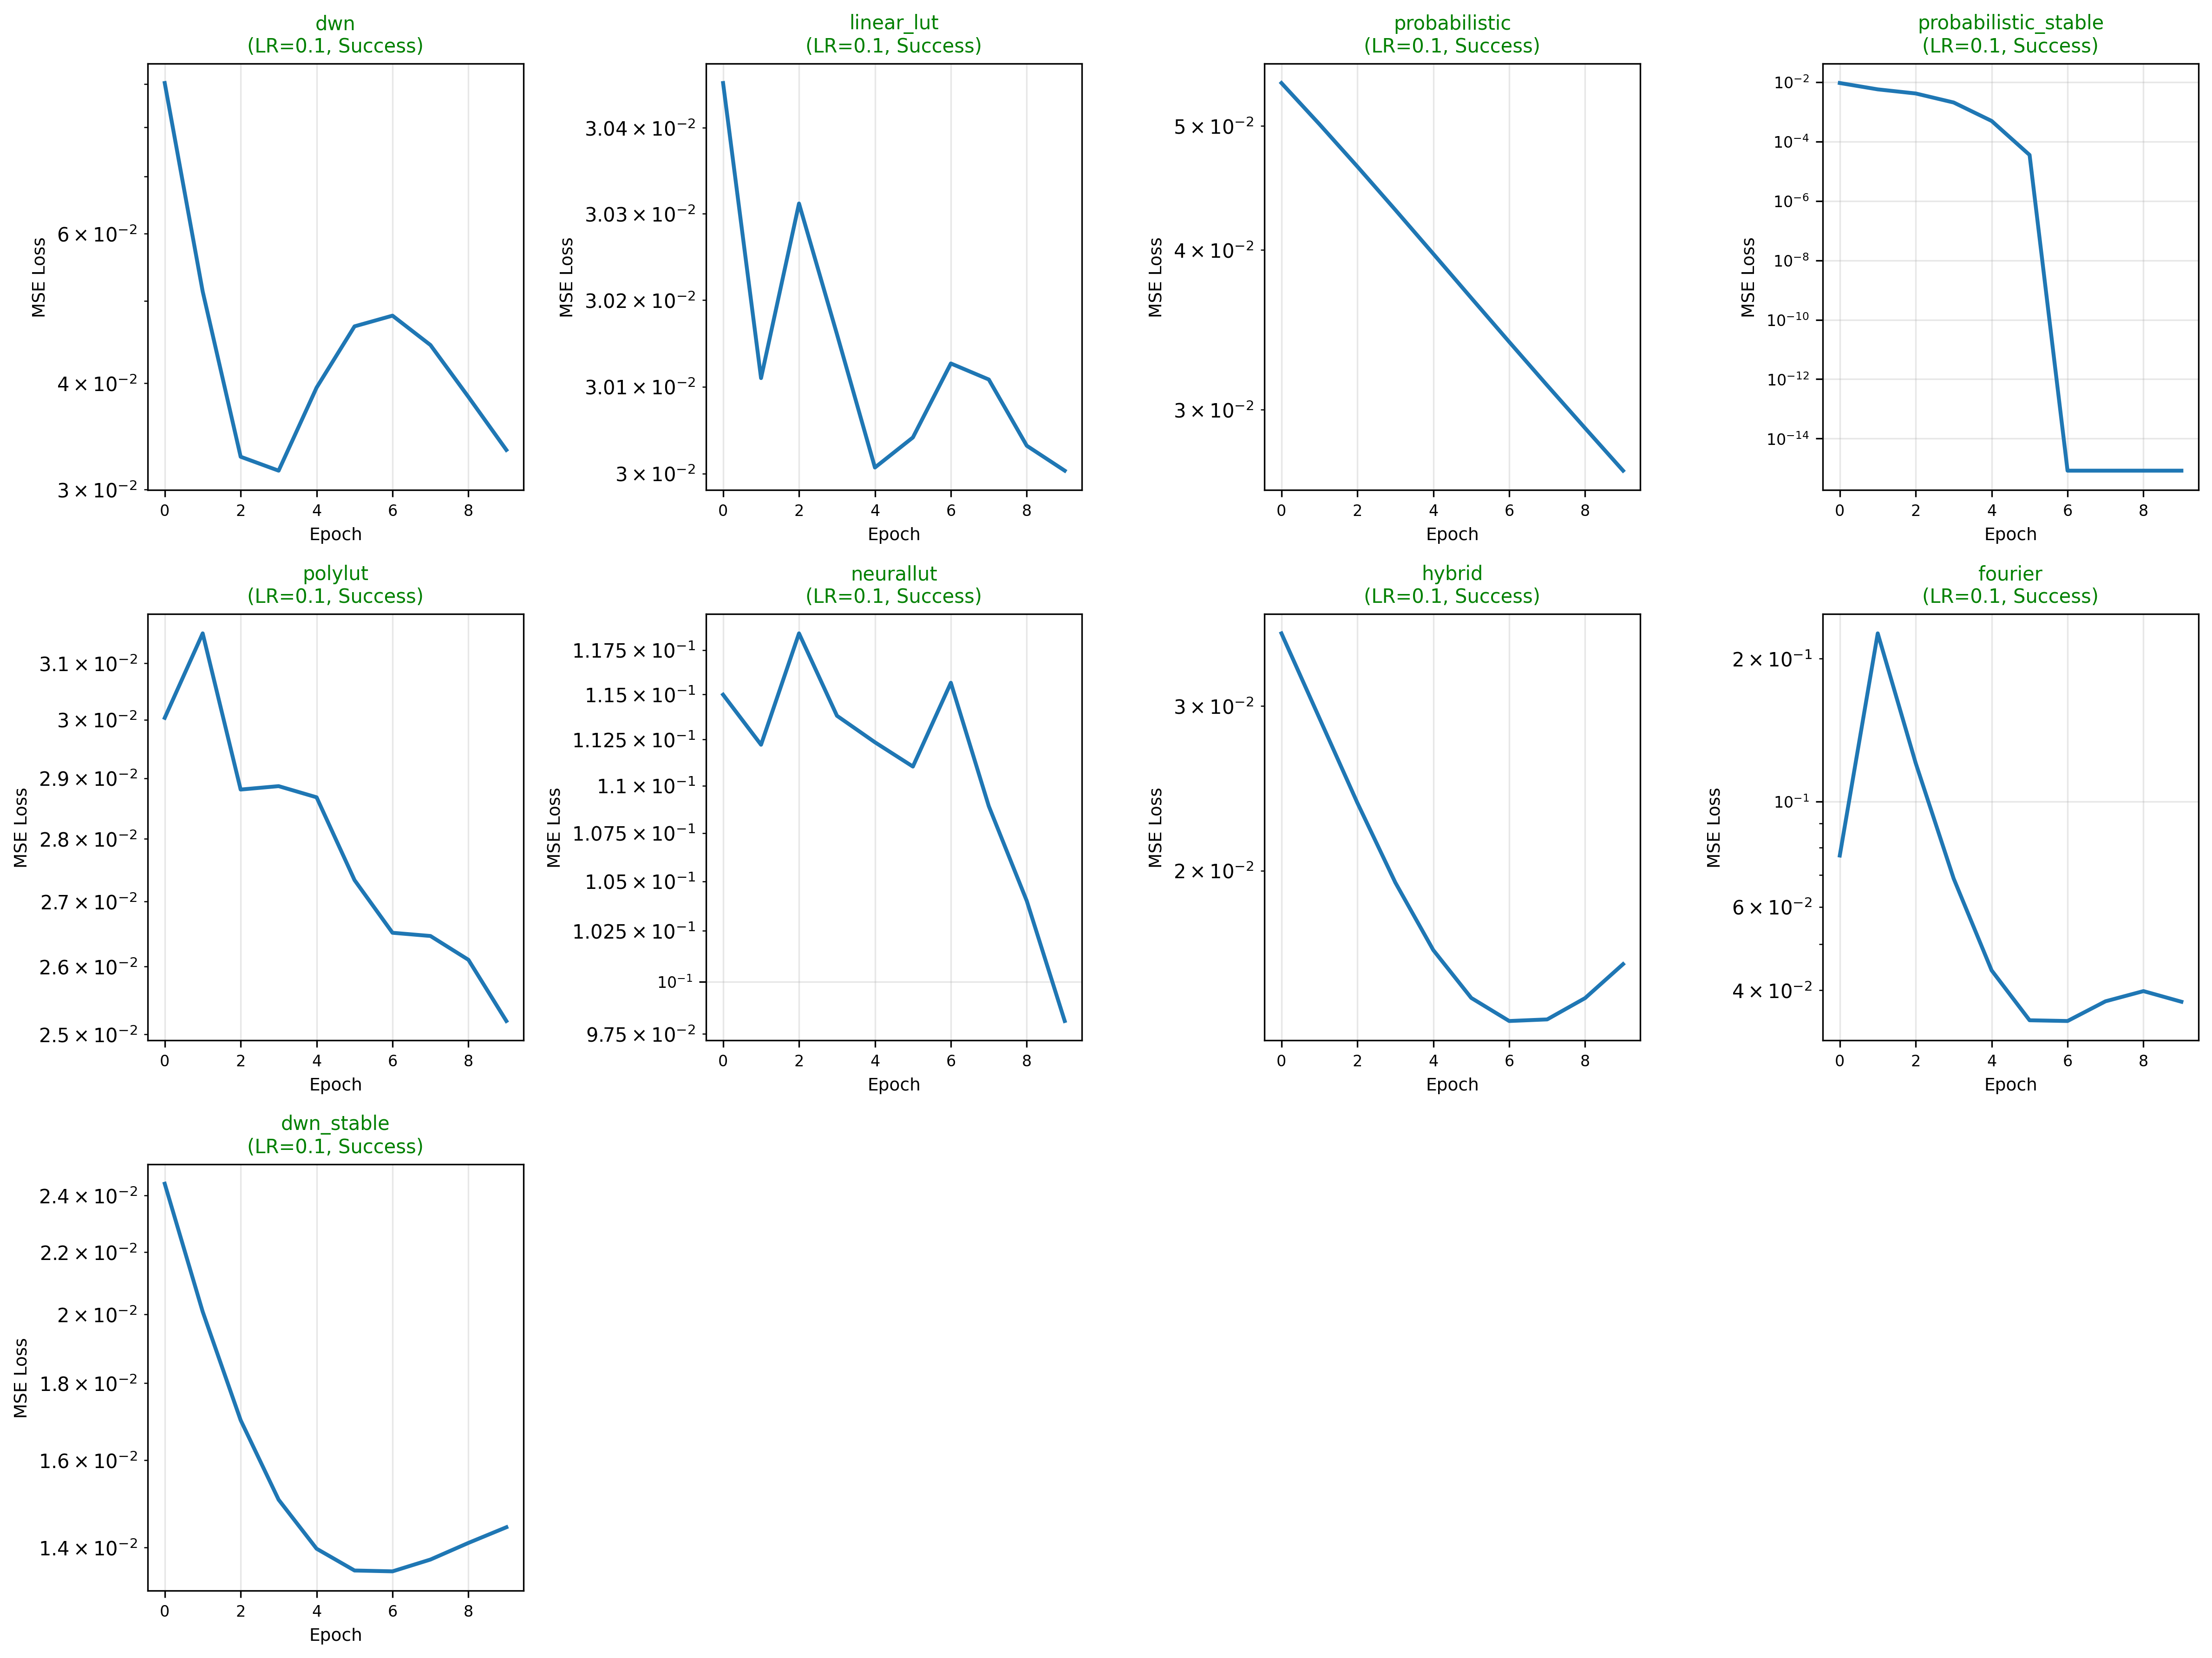 dwn
(LR=0.1, Success)
MSE Loss
6 × 10⁻²
4 × 10⁻²
3 × 10⁻²
0 2 4 6 8
Epoch
linear_lut
(LR=0.1, Success)
MSE Loss
3.04 × 10⁻²
3.03 × 10⁻²
3.02 × 10⁻²
3.01 × 10⁻²
3 × 10⁻²
0 2 4 6 8
Epoch
probabilistic
(LR=0.1, Success)
MSE Loss
5 × 10⁻²
4 × 10⁻²
3 × 10⁻²
0 2 4 6 8
Epoch
probabilistic_stable
(LR=0.1, Success)
MSE Loss
10⁻²
10⁻⁴
10⁻⁶
10⁻⁸
10⁻¹⁰
10⁻¹²
10⁻¹⁴
0 2 4 6 8
Epoch
polylut
(LR=0.1, Success)
MSE Loss
3.1 × 10⁻²
3 × 10⁻²
2.9 × 10⁻²
2.8 × 10⁻²
2.7 × 10⁻²
2.6 × 10⁻²
2.5 × 10⁻²
0 2 4 6 8
Epoch
neurallut
(LR=0.1, Success)
MSE Loss
1.175 × 10⁻¹
1.15 × 10⁻¹
1.125 × 10⁻¹
1.1 × 10⁻¹
1.075 × 10⁻¹
1.05 × 10⁻¹
1.025 × 10⁻¹
10⁻¹
9.75 × 10⁻²
0 2 4 6 8
Epoch
hybrid
(LR=0.1, Success)
MSE Loss
3 × 10⁻²
2 × 10⁻²
0 2 4 6 8
Epoch
fourier
(LR=0.1, Success)
MSE Loss
2 × 10⁻¹
10⁻¹
6 × 10⁻²
4 × 10⁻²
0 2 4 6 8
Epoch
dwn_stable
(LR=0.1, Success)
MSE Loss
2.4 × 10⁻²
2.2 × 10⁻²
2 × 10⁻²
1.8 × 10⁻²
1.6 × 10⁻²
1.4 × 10⁻²
0 2 4 6 8
Epoch